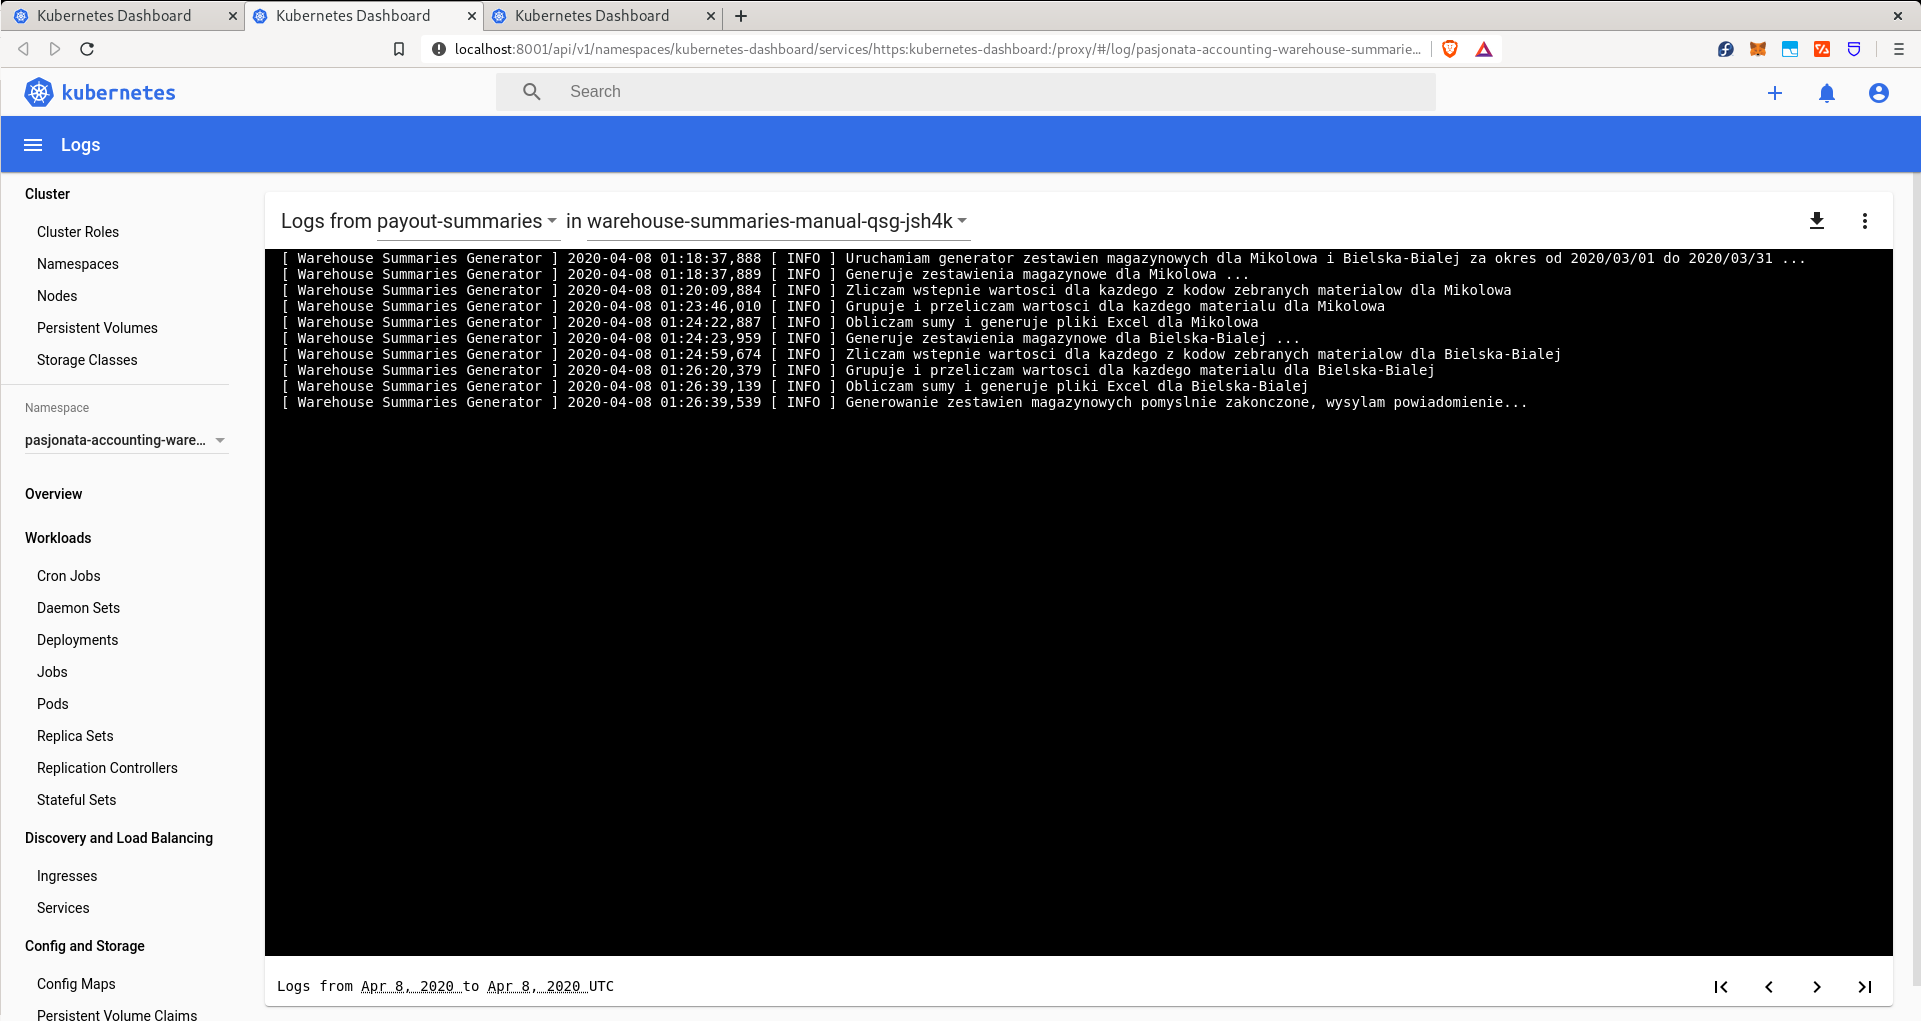 Kubernetes Dashboard
Kubernetes Dashboard
Kubernetes Dashboard
localhost:8001/api/v1/namespaces/kubernetes-dashboard/services/https:kubernetes-dashboard:/proxy/#/log/pasjonata-accounting-warehouse-summarie...
kubernetes
Search
Logs
Cluster
Cluster Roles
Namespaces
Nodes
Persistent Volumes
Storage Classes
Namespace
pasjonata-accounting-ware...
Overview
Workloads
Cron Jobs
Daemon Sets
Deployments
Jobs
Pods
Replica Sets
Replication Controllers
Stateful Sets
Discovery and Load Balancing
Ingresses
Services
Config and Storage
Config Maps
Persistent Volume Claims
Logs from payout-summaries in warehouse-summaries-manual-qsg-jsh4k
[ Warehouse Summaries Generator ] 2020-04-08 01:18:37,888 [ INFO ] Uruchamiam generator zestawien magazynowych dla Mikolowa i Bielska-Bialej za okres od 2020/03/01 do 2020/03/31 ...
[ Warehouse Summaries Generator ] 2020-04-08 01:18:37,889 [ INFO ] Generuje zestawienia magazynowe dla Mikolowa ...
[ Warehouse Summaries Generator ] 2020-04-08 01:20:09,884 [ INFO ] Zliczam wstepnie wartosci dla kazdego z kodow zebranych materialow dla Mikolowa
[ Warehouse Summaries Generator ] 2020-04-08 01:23:46,010 [ INFO ] Grupuje i przeliczam wartosci dla kazdego materialu dla Mikolowa
[ Warehouse Summaries Generator ] 2020-04-08 01:24:22,887 [ INFO ] Obliczam sumy i generuje pliki Excel dla Mikolowa
[ Warehouse Summaries Generator ] 2020-04-08 01:24:23,959 [ INFO ] Generuje zestawienia magazynowe dla Bielska-Bialej ...
[ Warehouse Summaries Generator ] 2020-04-08 01:24:59,674 [ INFO ] Zliczam wstepnie wartosci dla kazdego z kodow zebranych materialow dla Bielska-Bialej
[ Warehouse Summaries Generator ] 2020-04-08 01:26:20,379 [ INFO ] Grupuje i przeliczam wartosci dla kazdego materialu dla Bielska-Bialej
[ Warehouse Summaries Generator ] 2020-04-08 01:26:39,139 [ INFO ] Obliczam sumy i generuje pliki Excel dla Bielska-Bialej
[ Warehouse Summaries Generator ] 2020-04-08 01:26:39,539 [ INFO ] Generowanie zestawien magazynowych pomyslnie zakonczone, wysylam powiadomienie...
Logs from Apr 8, 2020 to Apr 8, 2020 UTC